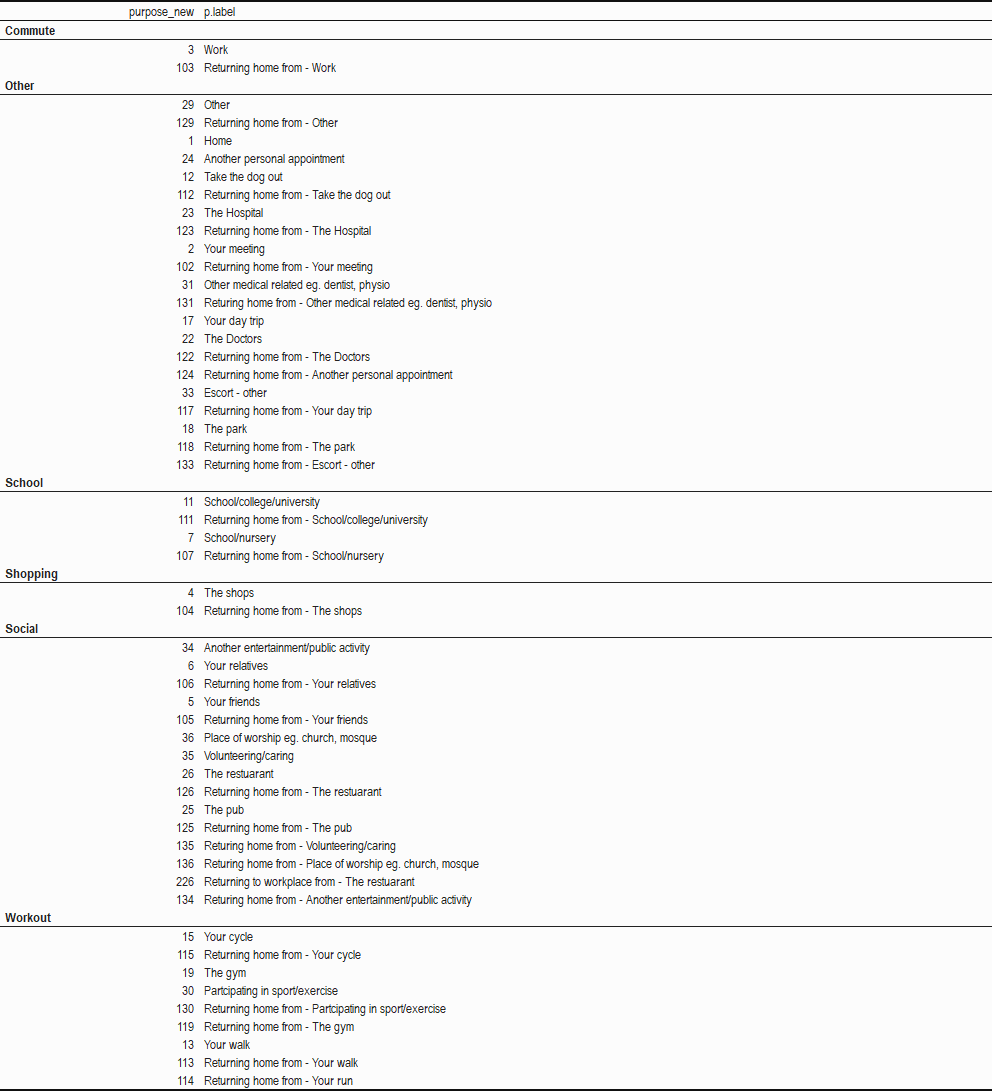 purpose_new p.label
Commute
3 Work
103 Returning home from - Work
Other
29 Other
129 Returning home from - Other
1 Home
24 Another personal appointment
12 Take the dog out
112 Returning home from - Take the dog out
23 The Hospital
123 Returning home from - The Hospital
2 Your meeting
102 Returning home from - Your meeting
31 Other medical related eg. dentist, physio
131 Returing home from - Other medical related eg. dentist, physio
17 Your day trip
22 The Doctors
122 Returning home from - The Doctors
124 Returning home from - Another personal appointment
33 Escort - other
117 Returning home from - Your day trip
18 The park
118 Returning home from - The park
133 Returning home from - Escort - other
School
11 School/college/university
111 Returning home from - School/college/university
7 School/nursery
107 Returning home from - School/nursery
Shopping
4 The shops
104 Returning home from - The shops
Social
34 Another entertainment/public activity
6 Your relatives
106 Returning home from - Your relatives
5 Your friends
105 Returning home from - Your friends
36 Place of worship eg. church, mosque
35 Volunteering/caring
26 The restuarant
126 Returning home from - The restuarant
25 The pub
125 Returning home from - The pub
135 Returing home from - Volunteering/caring
136 Returing home from - Place of worship eg. church, mosque
226 Returning to workplace from - The restuarant
134 Returing home from - Another entertainment/public activity
Workout
15 Your cycle
115 Returning home from - Your cycle
19 The gym
30 Partcipating in sport/exercise
130 Returning home from - Partcipating in sport/exercise
119 Returning home from - The gym
13 Your walk
113 Returning home from - Your walk
114 Returning home from - Your run